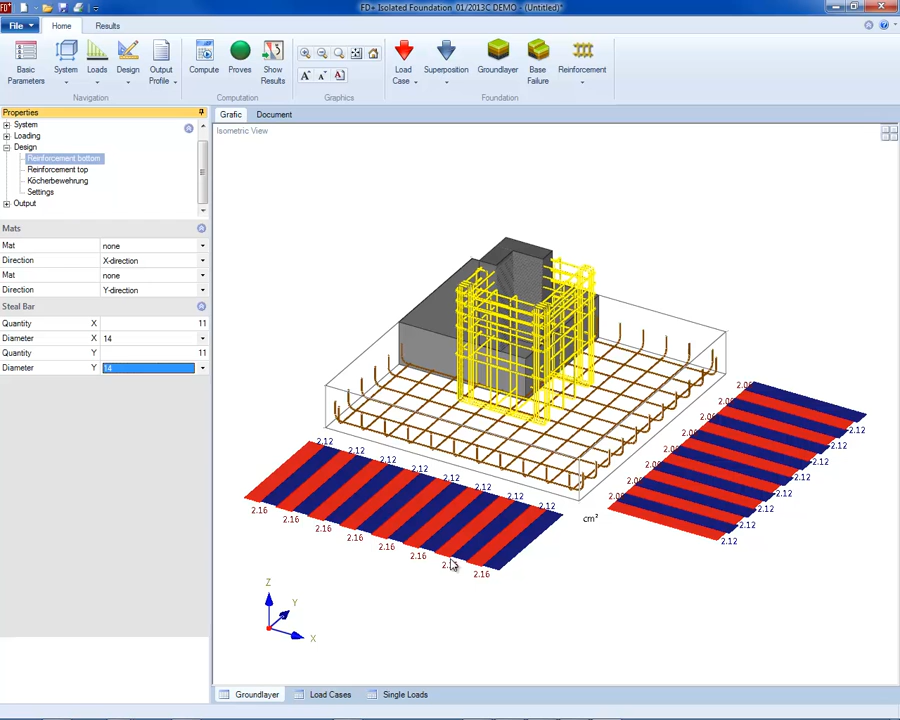 FD+ Isolated Foundation 01/2013C DEMO - (Untitled)*
File
Home
Results
Basic Parameters
System
Loads
Design
Output Profile
Compute
Proves
Show Results
Load Case
Superposition
Groundlayer
Base Failure
Reinforcement
Navigation
Computation
Graphics
Foundation
Properties
System
Loading
Design
Reinforcement bottom
Reinforcement top
Köcherbewehrung
Settings
Output
Mats
Mat none
Direction X-direction
Mat none
Direction Y-direction
Steal Bar
Quantity X 11
Diameter X 14
Quantity Y 11
Diameter Y 14
Grafic
Document
Isometric View
2.12
2.12
2.12
2.12
2.12
2.12
2.12
2.12
2.16
2.16
2.16
2.16
2.16
2.16
2.16
cm²
2.12
2.12
2.12
2.12
2.12
2.12
2.12
2.12
Z
Y
X
Groundlayer
Load Cases
Single Loads